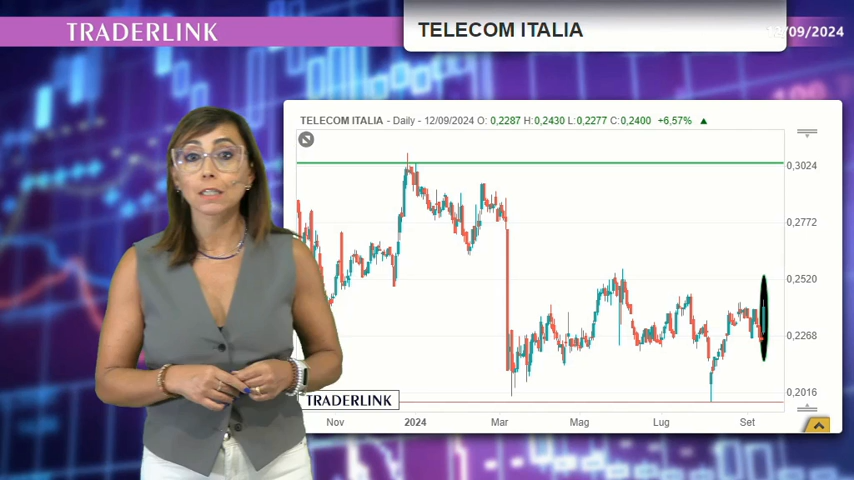 TRADERLINK
TELECOM ITALIA
12/09/2024
TELECOM ITALIA - Daily - 12/09/2024 O: 0,2287 H:0,2430 L:0,2277 C:0,2400 +6,57% ▲
0,3024
0,2772
0,2520
0,2268
0,2016
TRADERLINK
Nov 2024 Mar Mag Lug Set